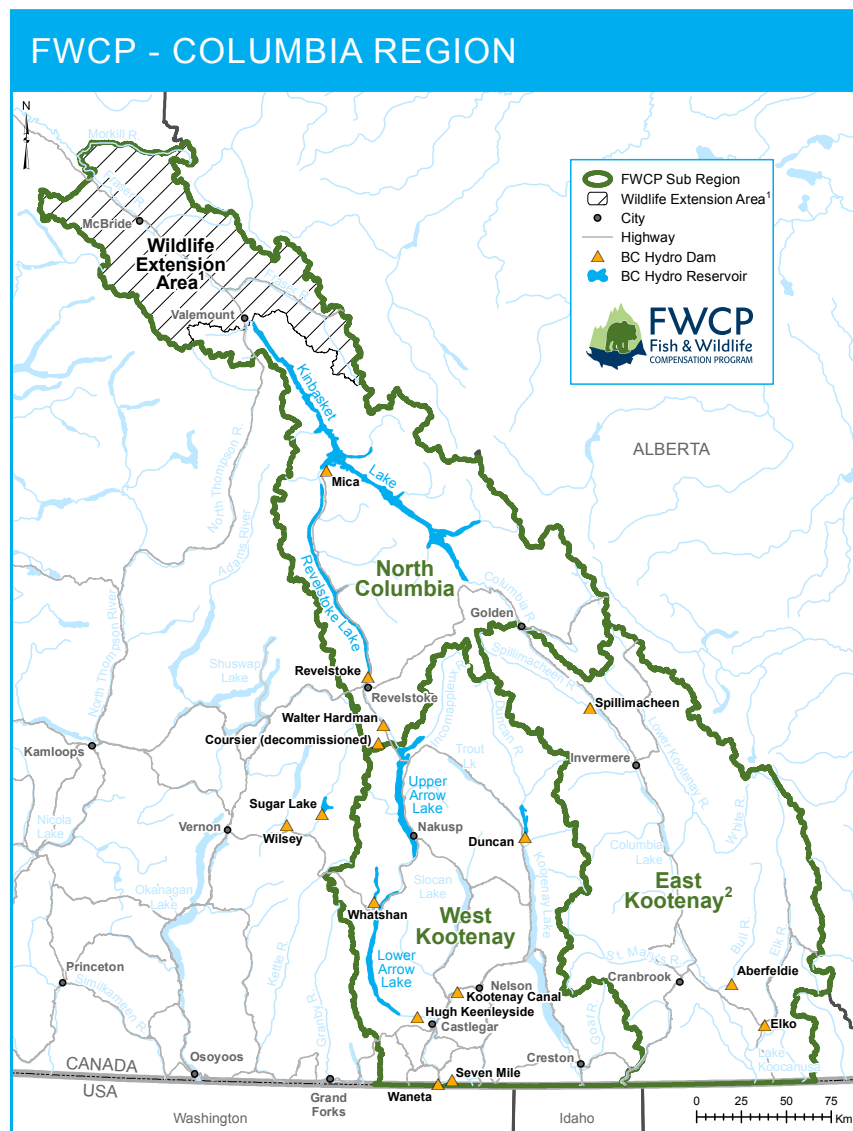 FWCP - COLUMBIA REGION
N
Morkill R.
Fraser R.
McBride
Wildlife
Extension
Area¹
Fraser R.
Valemount
FWCP Sub Region
Wildlife Extension Area¹
City
Highway
BC Hydro Dam
BC Hydro Reservoir
FWCP
Fish & Wildlife
COMPENSATION PROGRAM
Kinbasket
Lake
ALBERTA
North Thompson R.
Adams River
Mica
Revelstoke Lake
North
Columbia
Columbia R.
Golden
North Thompson River
Shuswap
Lake
Revelstoke
Revelstoke
Incomappleux R.
Duncan R.
Spillimacheen R.
Spillimacheen
Walter Hardman
Coursier (decommissioned)
Kamloops
Trout
Lk
Invermere
Lower Kootenay R.
Upper
Arrow
Lake
Sugar Lake
Nicola
Lake
Vernon
Wilsey
Nakusp
Duncan
White R.
Columbia
Lake
Kootenay Lake
Slocan
Lake
Okanagan
Lake
East
Kootenay²
Whatshan
West
Kootenay
Bull R.
Elk R.
St. Marys R.
Kettle R.
Lower
Arrow
Lake
Princeton
Similkameen R.
Cranbrook
Aberfeldie
Nelson
Kootenay Canal
Granby R.
Goat R.
Hugh Keenleyside
Castlegar
Elko
Lake
Koocanusa
Creston
CANADA
USA
Osoyoos
Grand
Forks
Seven Mile
Waneta
Washington
Idaho
0 25 50 75
Km